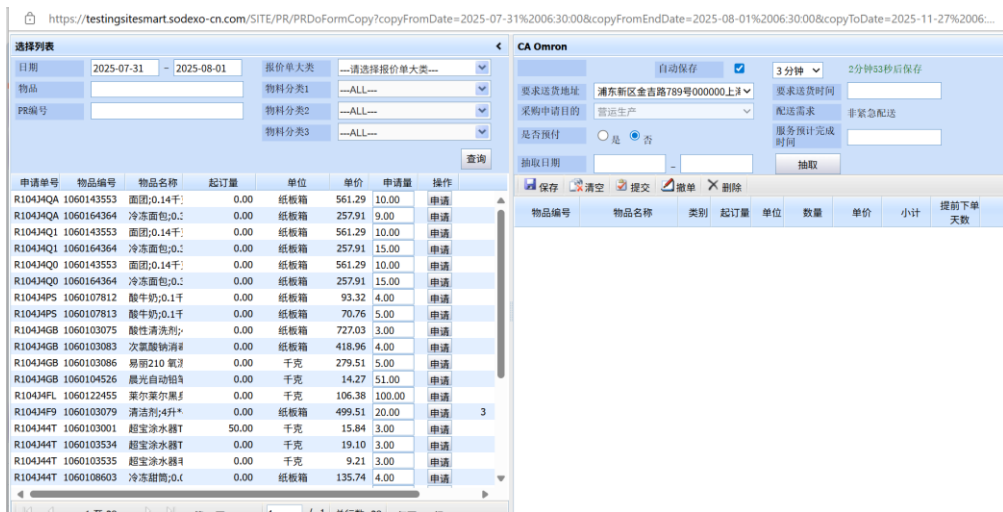 https://testingsitesmart.sodexo-cn.com/SITE/PR/PRDoFormCopy?copyFromDate=2025-07-31%2006:30:00&copyFromEndDate=2025-08-01%2006:30:00&copyToDate=2025-11-27%2006:...
选择列表
日期 2025-07-31 - 2025-08-01 报价单大类 ---请选择报价单大类---
物品 物料分类1 ---ALL---
PR编号 物料分类2 ---ALL---
物料分类3 ---ALL---
查询
申请单号 物品编号 物品名称 起订量 单位 单价 申请量 操作
R104J4QA 1060143553 面团;0.14千 0.00 纸板箱 561.29 10.00 申请
R104J4QA 1060164364 冷冻面包;0. 0.00 纸板箱 257.91 9.00 申请
R104J4Q1 1060143553 面团;0.14千 0.00 纸板箱 561.29 10.00 申请
R104J4Q1 1060164364 冷冻面包;0. 0.00 纸板箱 257.91 15.00 申请
R104J4Q0 1060143553 面团;0.14千 0.00 纸板箱 561.29 10.00 申请
R104J4Q0 1060164364 冷冻面包;0. 0.00 纸板箱 257.91 15.00 申请
R104J4PS 1060107812 酸牛奶;0.1千 0.00 纸板箱 93.32 4.00 申请
R104J4PS 1060107813 酸牛奶;0.1千 0.00 纸板箱 70.76 5.00 申请
R104J4GB 1060103075 酸性清洗剂; 0.00 纸板箱 727.03 3.00 申请
R104J4GB 1060103083 次氯酸钠消毒 0.00 纸板箱 418.96 4.00 申请
R104J4GB 1060103086 易丽210 氧 0.00 千克 279.51 5.00 申请
R104J4GB 1060104526 晨光自动铅笔 0.00 千克 14.27 51.00 申请
R104J4FL 1060122455 莱尔莱尔黑 0.00 千克 106.38 100.00 申请
R104J4F9 1060103079 清洁剂;4升* 0.00 纸板箱 499.51 20.00 申请 3
R104J44T 1060103001 超宝涂水器T 50.00 千克 15.84 3.00 申请
R104J44T 1060103534 超宝涂水器T 0.00 千克 19.10 3.00 申请
R104J44T 1060103535 超宝涂水器 0.00 千克 9.21 3.00 申请
R104J44T 1060108603 冷冻甜筒;0. 0.00 纸板箱 135.74 4.00 申请
CA Omron
自动保存 3分钟 2分钟53秒后保存
要求送货地址 浦东新区金吉路789号000000上海 要求送货时间
采购申请目的 营运生产 配送需求 非紧急配送
是否预付 是 否 服务预计完成时间
抽取日期 - 抽取
保存 清空 提交 撤单 删除
物品编号 物品名称 类别 起订量 单位 数量 单价 小计 提前下单天数